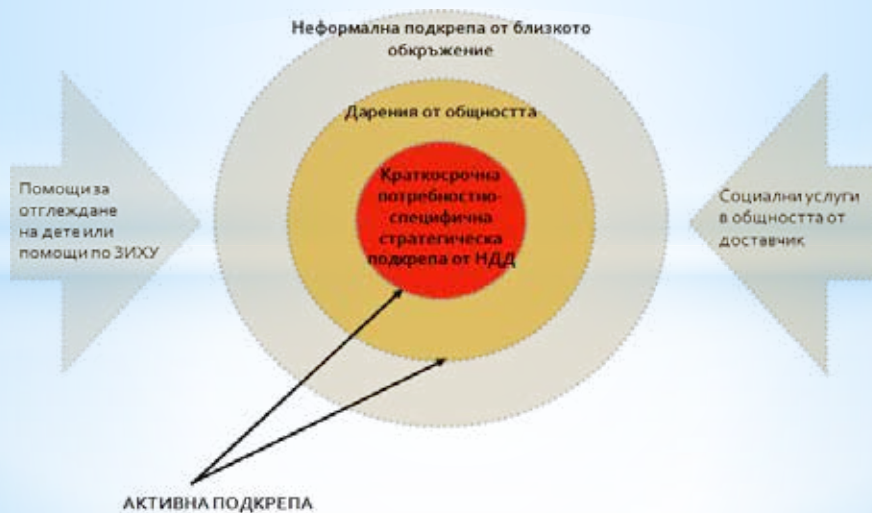 Неформална подкрепа от близкото
обкръжение
Дарения от общността
Краткосрочна
потребностно-
специфична
стратегическа
подкрепа от НДД
Помощи за
отглеждане
на дете или
помощи по ЗИХУ
Социални услуги
в общността от
доставчик
АКТИВНА ПОДКРЕПА